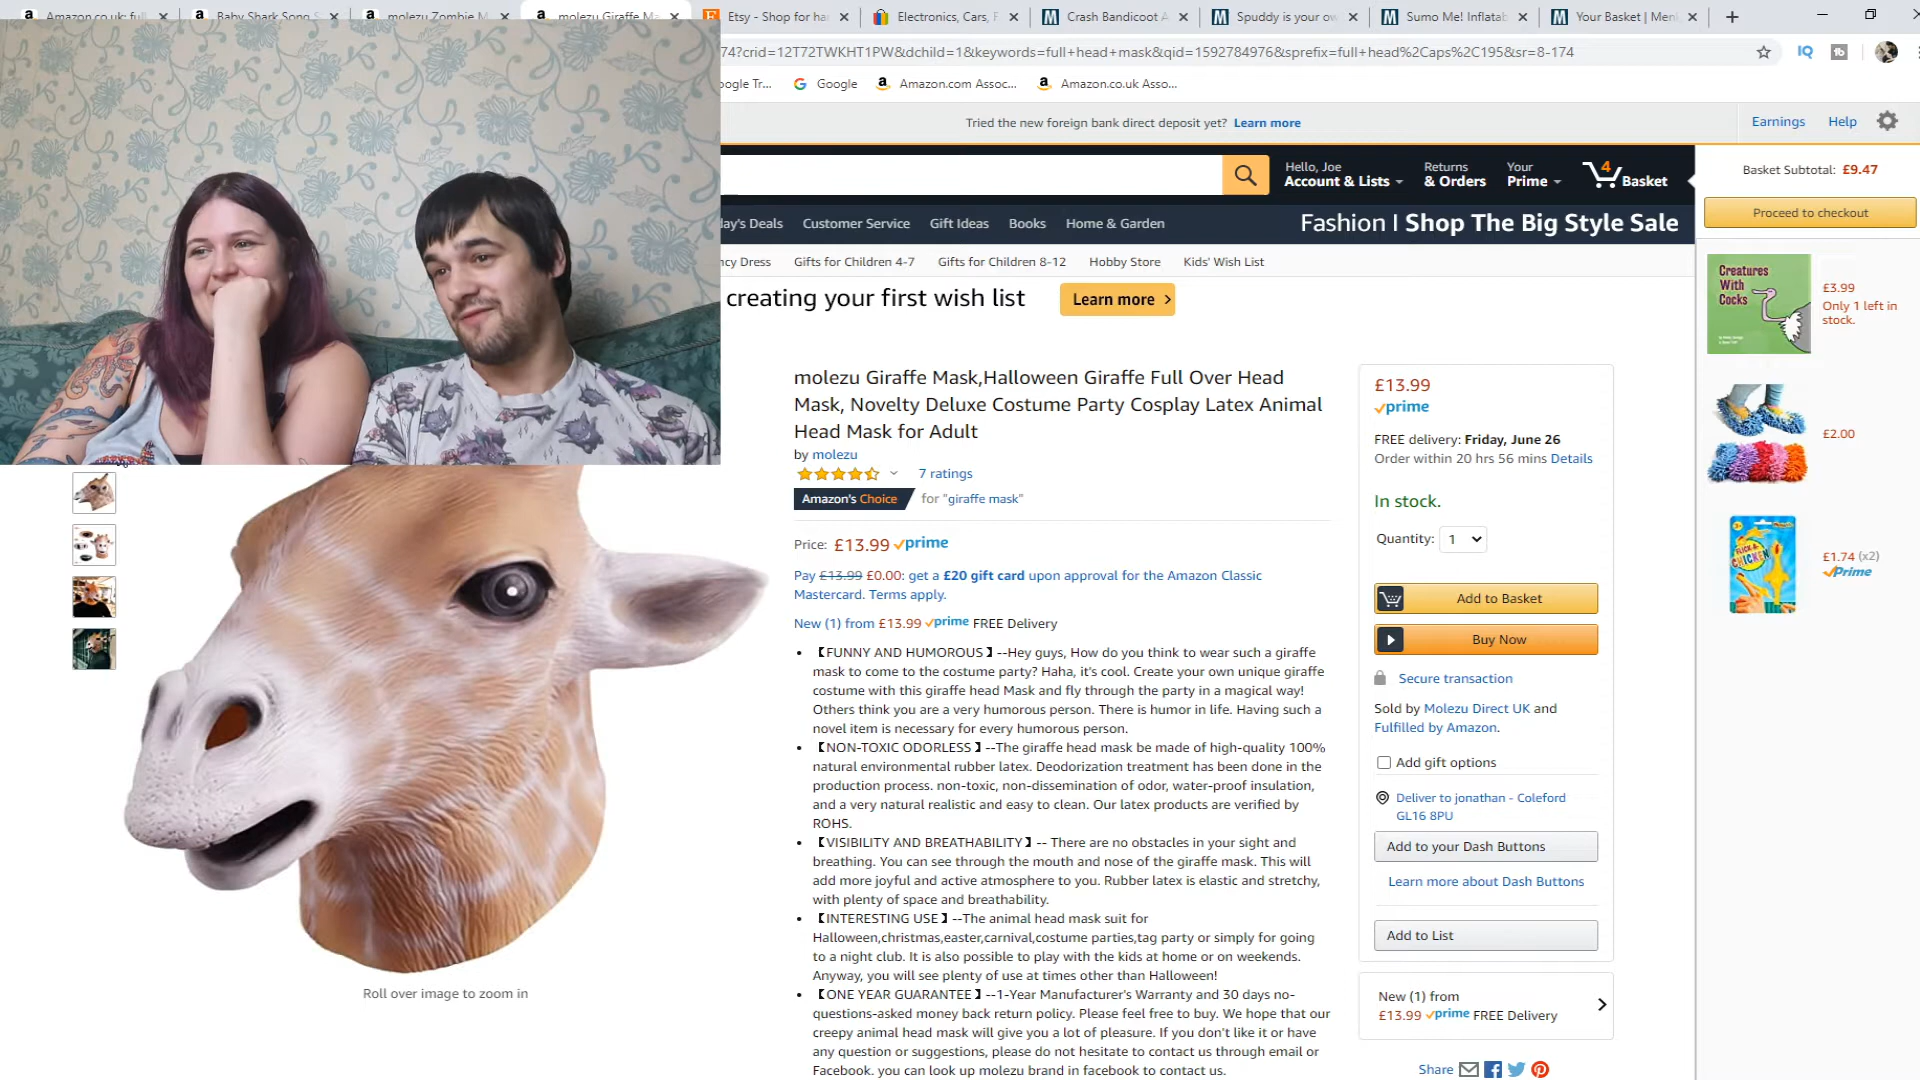 Amazon.co.uk: full
Baby Shark Song S
molezu Zombie M
molezu Giraffe Ma
Etsy - Shop for ha
Electronics, Cars, F
Crash Bandicoot A
Spuddy is your ow
Sumo Me! Inflatab
Your Basket | Men
74?crid=12T72TWKHT1PW&dchild=1&keywords=full+head+mask&qid=1592784976&sprefix=full+head%2Caps%2C195&sr=8-174
IQ
tb
ogle Tr...
Google
Amazon.com Assoc...
Amazon.co.uk Asso...
Tried the new foreign bank direct deposit yet? Learn more
Earnings
Help
Hello, Joe
Account & Lists
Returns
& Orders
Your
Prime
4
Basket
Basket Subtotal: £9.47
Proceed to checkout
ay's Deals
Customer Service
Gift Ideas
Books
Home & Garden
Fashion I Shop The Big Style Sale
ncy Dress
Gifts for Children 4-7
Gifts for Children 8-12
Hobby Store
Kids' Wish List
creating your first wish list
Learn more
Creatures
With
Cocks
£3.99
Only 1 left in
stock.
£2.00
FLICK-A-
CHICKEN
£1.74 (x2)
Prime
molezu Giraffe Mask,Halloween Giraffe Full Over Head
Mask, Novelty Deluxe Costume Party Cosplay Latex Animal
Head Mask for Adult
by molezu
7 ratings
Amazon's Choice for "giraffe mask"
Price: £13.99 prime
Pay £13.99 £0.00: get a £20 gift card upon approval for the Amazon Classic
Mastercard. Terms apply.
New (1) from £13.99 prime FREE Delivery
• 【FUNNY AND HUMOROUS】--Hey guys, How do you think to wear such a giraffe
mask to come to the costume party? Haha, it's cool. Create your own unique giraffe
costume with this giraffe head Mask and fly through the party in a magical way!
Others think you are a very humorous person. There is humor in life. Having such a
novel item is necessary for every humorous person.
• 【NON-TOXIC ODORLESS】--The giraffe head mask be made of high-quality 100%
natural environmental rubber latex. Deodorization treatment has been done in the
production process. non-toxic, non-dissemination of odor, water-proof insulation,
and a very natural realistic and easy to clean. Our latex products are verified by
ROHS.
• 【VISIBILITY AND BREATHABILITY】-- There are no obstacles in your sight and
breathing. You can see through the mouth and nose of the giraffe mask. This will
add more joyful and active atmosphere to you. Rubber latex is elastic and stretchy,
with plenty of space and breathability.
• 【INTERESTING USE】--The animal head mask suit for
Halloween,christmas,easter,carnival,costume parties,tag party or simply for going
to a night club. It is also possible to play with the kids at home or on weekends.
Anyway, you will see plenty of use at times other than Halloween!
• 【ONE YEAR GUARANTEE】--1-Year Manufacturer's Warranty and 30 days no-
questions-asked money back return policy. Please feel free to buy. We hope that our
creepy animal head mask will give you a lot of pleasure. If you don't like it or have
any question or suggestions, please do not hesitate to contact us through email or
Facebook. you can look up molezu brand in facebook to contact us.
Roll over image to zoom in
£13.99
prime
FREE delivery: Friday, June 26
Order within 20 hrs 56 mins Details
In stock.
Quantity: 1
Add to Basket
Buy Now
Secure transaction
Sold by Molezu Direct UK and
Fulfilled by Amazon.
Add gift options
Deliver to jonathan - Coleford
GL16 8PU
Add to your Dash Buttons
Learn more about Dash Buttons
Add to List
New (1) from
£13.99 prime FREE Delivery
Share